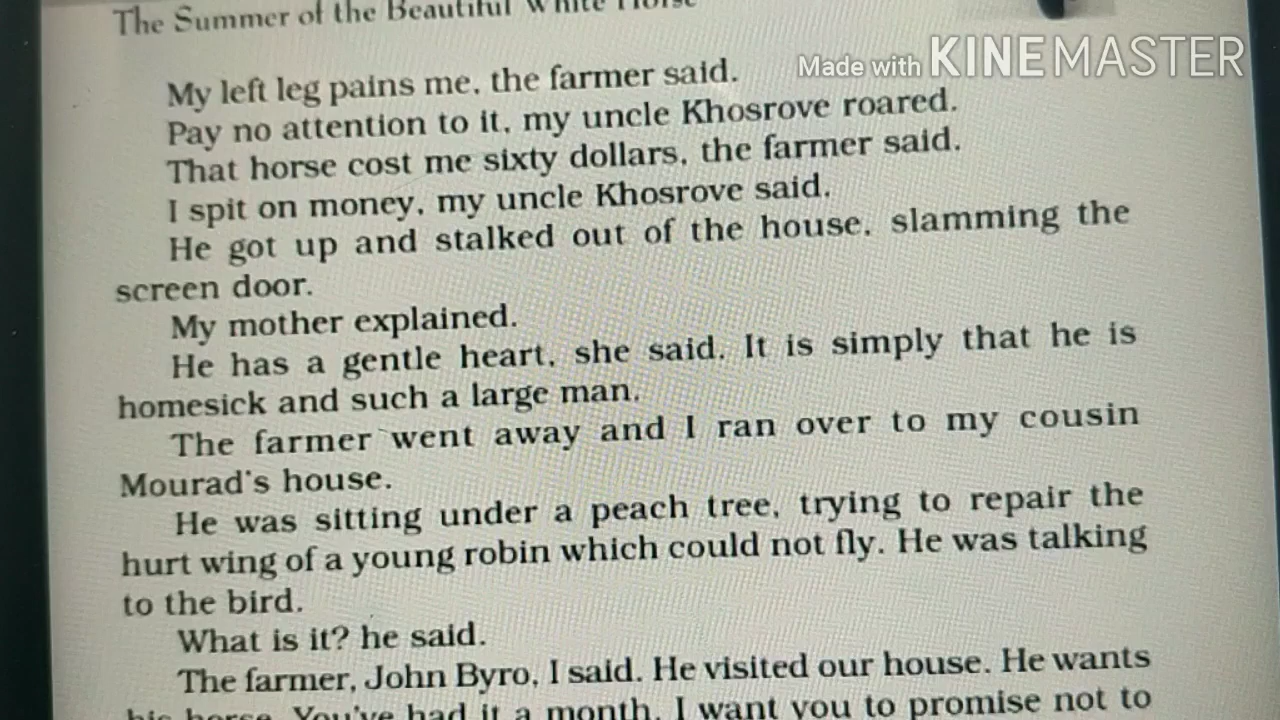 The Summer of the Beautiful White Horse
Made with KINEMASTER
My left leg pains me, the farmer said.
Pay no attention to it, my uncle Khosrove roared.
That horse cost me sixty dollars, the farmer said.
I spit on money, my uncle Khosrove said.
He got up and stalked out of the house, slamming the
screen door.
My mother explained.
He has a gentle heart, she said. It is simply that he is
homesick and such a large man.
The farmer went away and I ran over to my cousin
Mourad's house.
He was sitting under a peach tree, trying to repair the
hurt wing of a young robin which could not fly. He was talking
to the bird.
What is it? he said.
The farmer, John Byro, I said. He visited our house. He wants
his horse. You've had it a month. I want you to promise not to